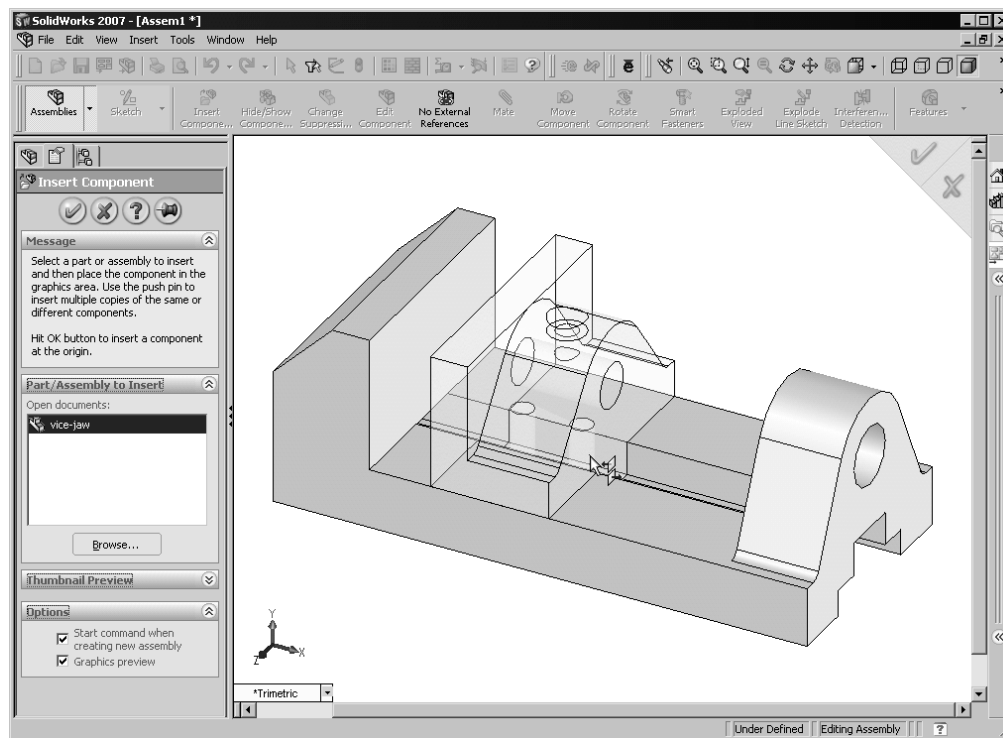 SolidWorks 2007 - [Assem1 *]
File Edit View Insert Tools Window Help
Assemblies Sketch Insert Compone... Hide/Show Compone... Change Suppressi... Edit Component No External References Mate Move Component Rotate Component Smart Fasteners Exploded View Explode Line Sketch Interferen... Detection Features
Insert Component
Message
Select a part or assembly to insert
and then place the component in the
graphics area. Use the push pin to
insert multiple copies of the same or
different components.
Hit OK button to insert a component
at the origin.
Part/Assembly to Insert
Open documents:
vice-jaw
Browse...
Thumbnail Preview
Options
Start command when
creating new assembly
Graphics preview
Y
X
Z
*Trimetric
Under Defined Editing Assembly ?